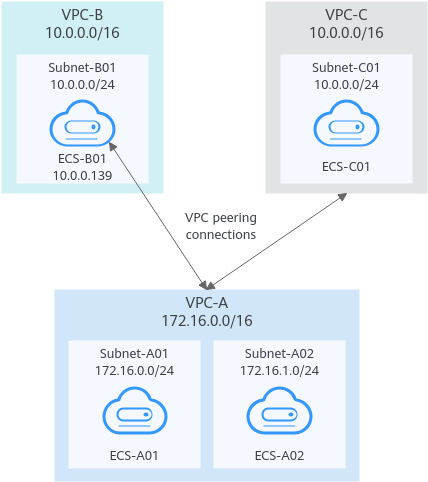 VPC-B
10.0.0.0/16
Subnet-B01
10.0.0.0/24
ECS-B01
10.0.0.139
VPC-C
10.0.0.0/16
Subnet-C01
10.0.0.0/24
ECS-C01
VPC peering
connections
VPC-A
172.16.0.0/16
Subnet-A01
172.16.0.0/24
ECS-A01
Subnet-A02
172.16.1.0/24
ECS-A02